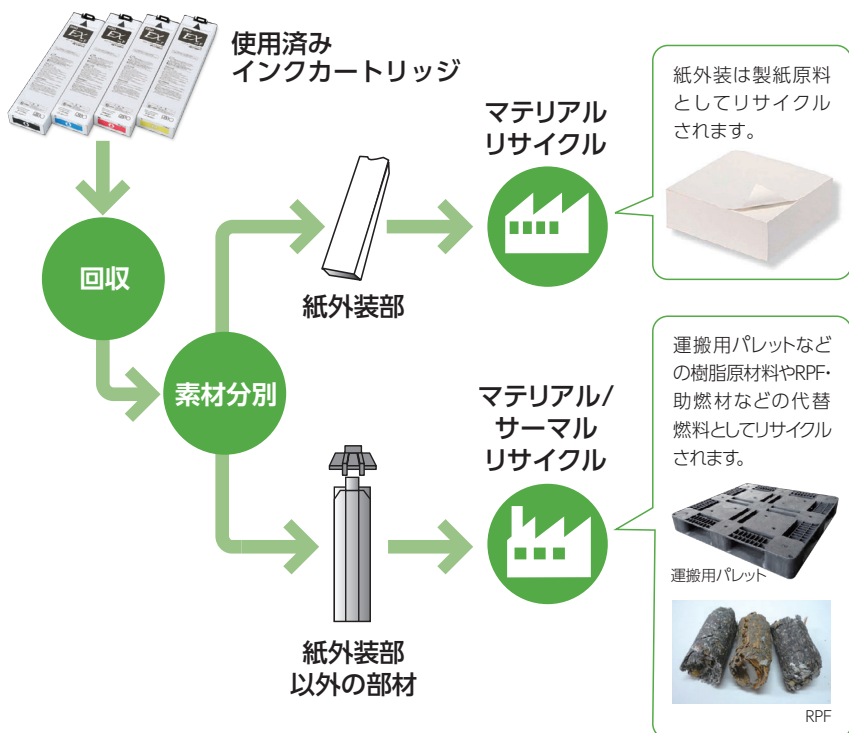 使用済み
インクカートリッジ
回収
素材分別
紙外装部
マテリアル
リサイクル
紙外装は製紙原料
としてリサイクル
されます。
紙外装部
以外の部材
マテリアル/
サーマル
リサイクル
運搬用パレットなど
の樹脂原材料やRPF・
助燃材などの代替
燃料としてリサイクル
されます。
運搬用パレット
RPF